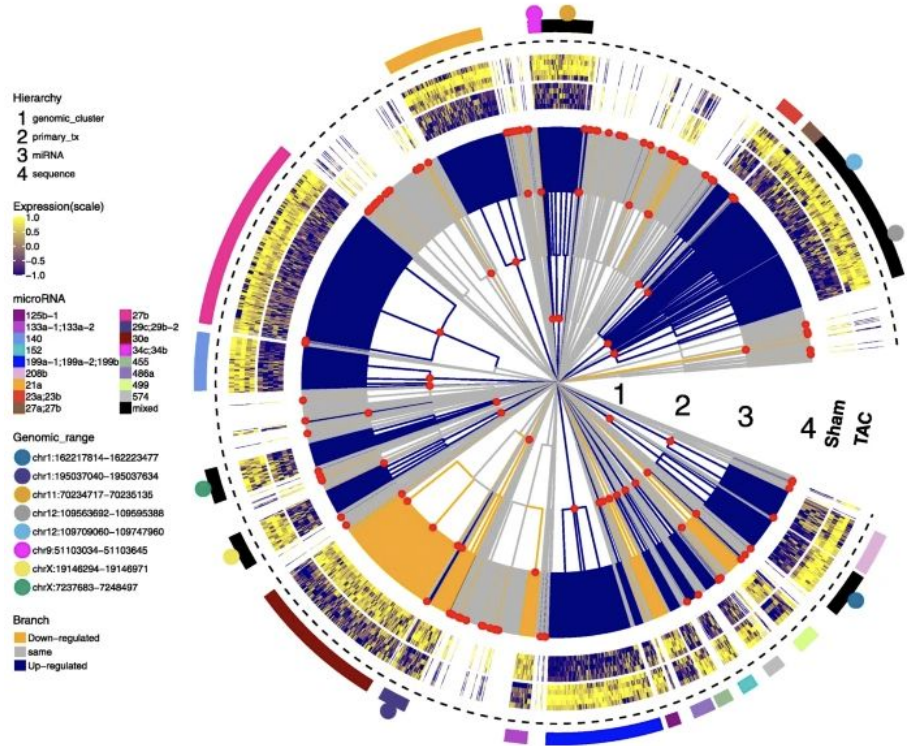 Hierarchy
1 genomic_cluster
2 primary_tx
3 miRNA
4 sequence
Expression(scale)
1.0
0.5
0.0
−0.5
−1.0
microRNA
125b−1
133a−1;133a−2
140
152
199a−1;199a−2;199b
208b
21a
23a;23b
27a;27b
27b
29c;29b−2
30e
34c;34b
455
486a
499
574
mixed
Genomic_range
chr1:162217814−162223477
chr1:195037040−195037634
chr11:70234717−70235135
chr12:109563692−109595388
chr12:109709060−109747960
chr9:51103034−51103645
chrX:19146294−19146971
chrX:7237683−7248497
Branch
Down−regulated
same
Up−regulated
1
2
3
4
Sham
TAC